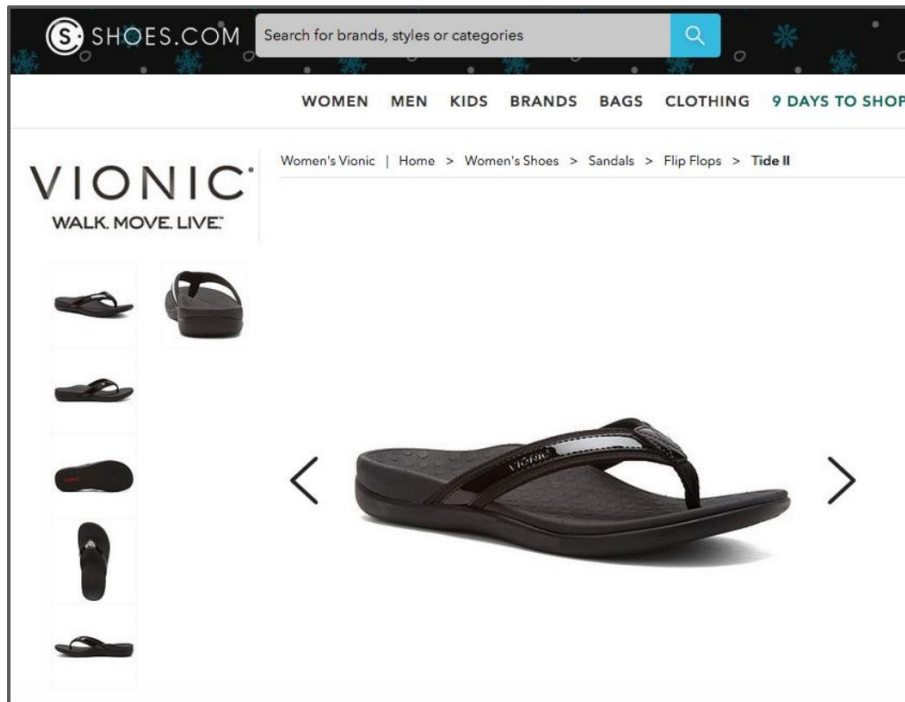 S. SHOES.COM Search for brands, styles or categories
WOMEN MEN KIDS BRANDS BAGS CLOTHING 9 DAYS TO SHOP
VIONIC
WALK. MOVE. LIVE.™
Women's Vionic | Home > Women's Shoes > Sandals > Flip Flops > Tide II
VIONIC